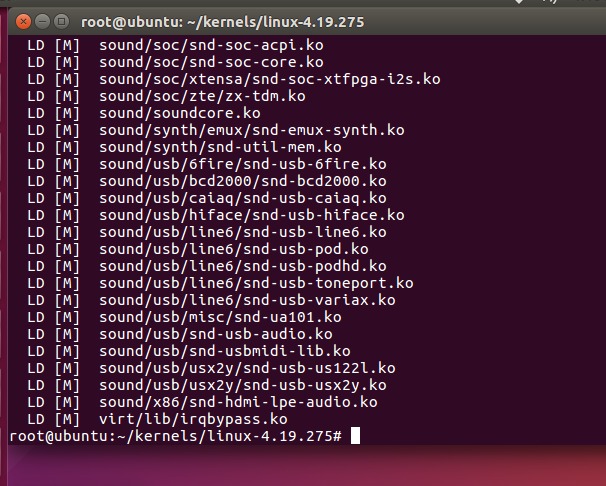 root@ubuntu: ~/kernels/linux-4.19.275
LD [M]  sound/soc/snd-soc-acpi.ko
LD [M]  sound/soc/snd-soc-core.ko
LD [M]  sound/soc/xtensa/snd-soc-xtfpga-i2s.ko
LD [M]  sound/soc/zte/zx-tdm.ko
LD [M]  sound/soundcore.ko
LD [M]  sound/synth/emux/snd-emux-synth.ko
LD [M]  sound/synth/snd-util-mem.ko
LD [M]  sound/usb/6fire/snd-usb-6fire.ko
LD [M]  sound/usb/bcd2000/snd-bcd2000.ko
LD [M]  sound/usb/caiaq/snd-usb-caiaq.ko
LD [M]  sound/usb/hiface/snd-usb-hiface.ko
LD [M]  sound/usb/line6/snd-usb-line6.ko
LD [M]  sound/usb/line6/snd-usb-pod.ko
LD [M]  sound/usb/line6/snd-usb-podhd.ko
LD [M]  sound/usb/line6/snd-usb-toneport.ko
LD [M]  sound/usb/line6/snd-usb-variax.ko
LD [M]  sound/usb/misc/snd-ua101.ko
LD [M]  sound/usb/snd-usb-audio.ko
LD [M]  sound/usb/snd-usbmidi-lib.ko
LD [M]  sound/usb/usx2y/snd-usb-us122l.ko
LD [M]  sound/usb/usx2y/snd-usb-usx2y.ko
LD [M]  sound/x86/snd-hdmi-lpe-audio.ko
LD [M]  virt/lib/irqbypass.ko
root@ubuntu:~/kernels/linux-4.19.275#